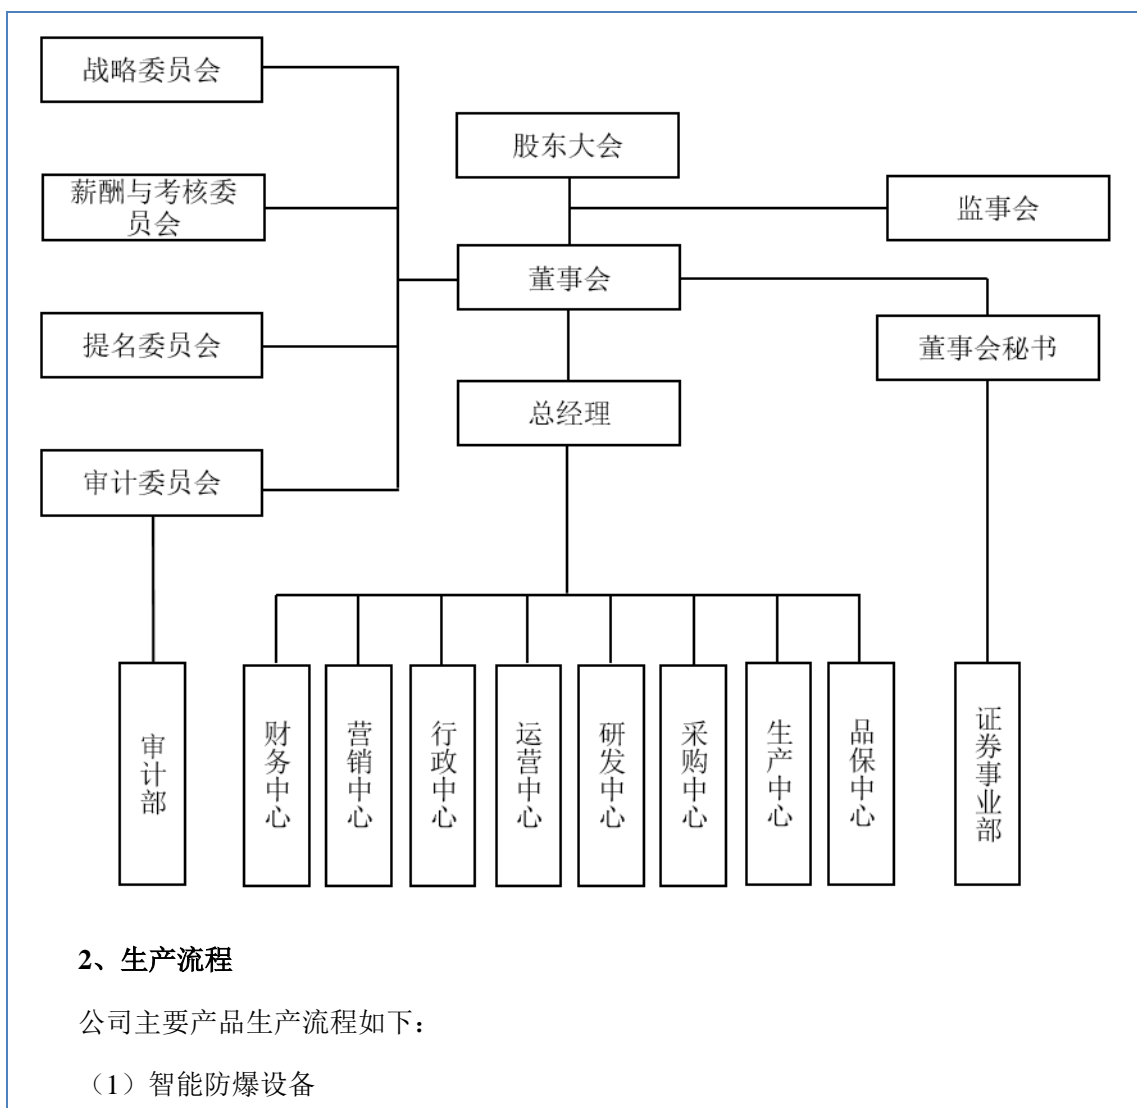 战略委员会
股东大会
薪酬与考核委
员会
监事会
董事会
提名委员会
董事会秘书
总经理
审计委员会
审计部
财务中心
营销中心
行政中心
运营中心
研发中心
采购中心
生产中心
品保中心
证券事业部
2、生产流程
公司主要产品生产流程如下：
（1）智能防爆设备